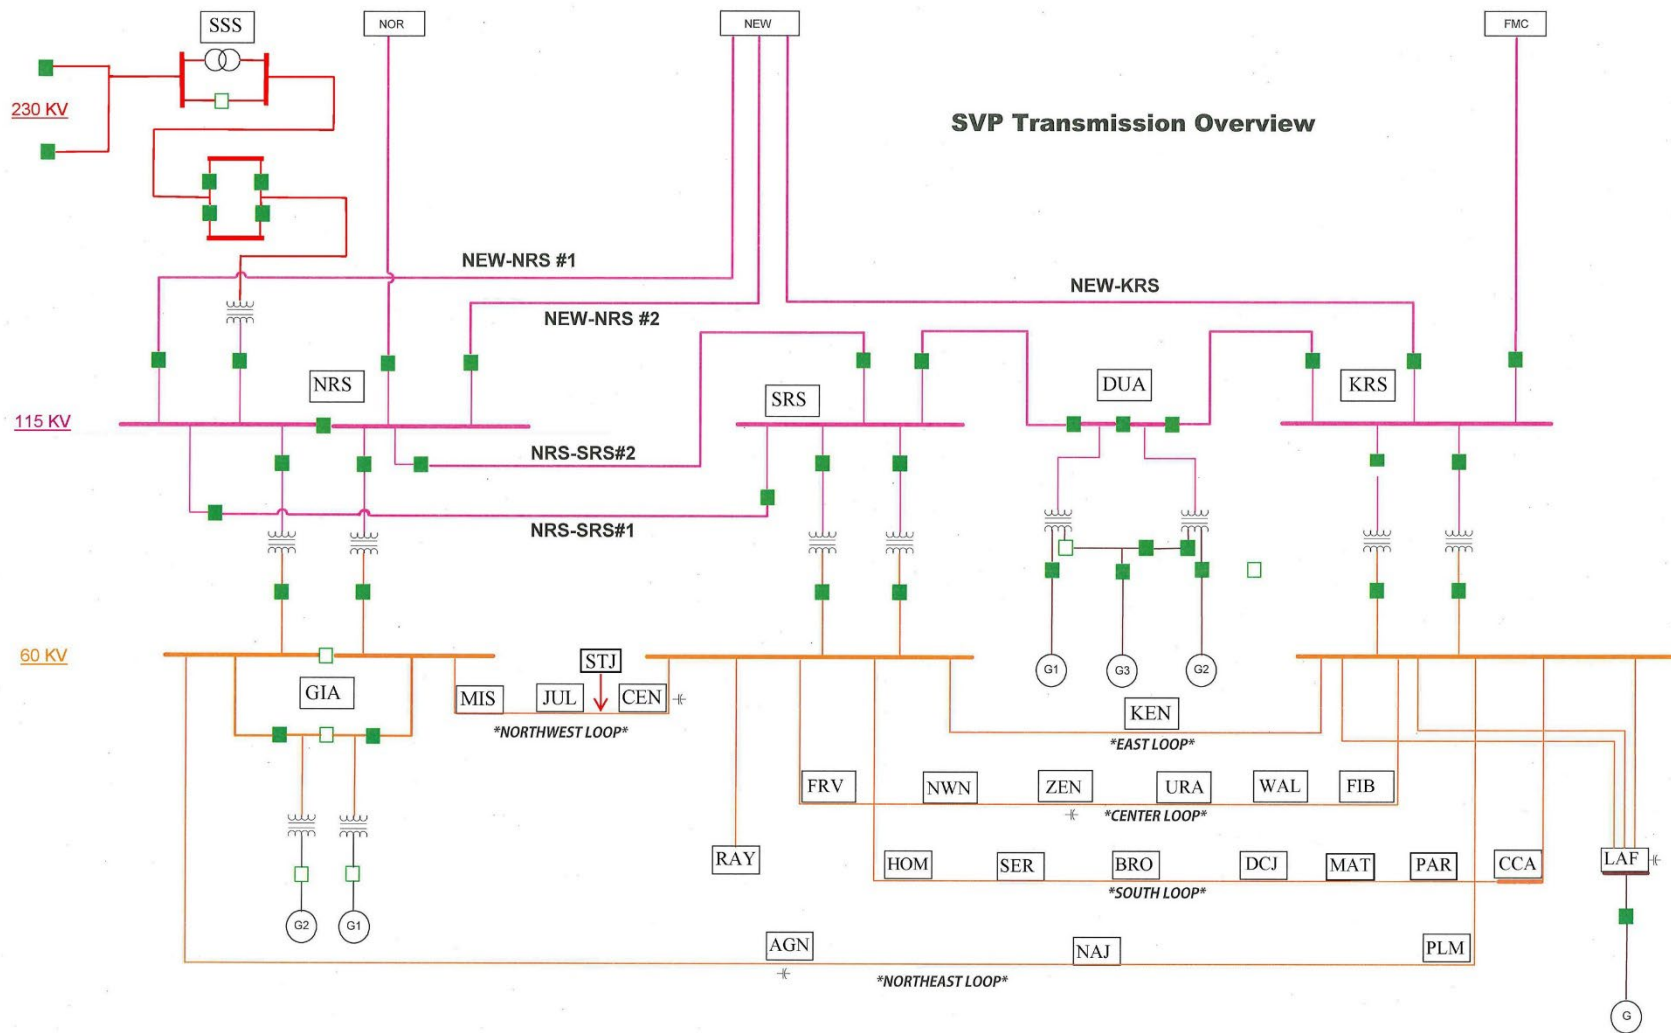 SSS
NOR
NEW
FMC
230 KV
SVP Transmission Overview
NEW-NRS #1
NEW-KRS
NEW-NRS #2
NRS
SRS
DUA
KRS
115 KV
NRS-SRS#2
NRS-SRS#1
60 KV
GIA
MIS
JUL
STJ
CEN
*NORTHWEST LOOP*
G1
G3
G2
KEN
*EAST LOOP*
FRV
NWN
ZEN
URA
WAL
FIB
*CENTER LOOP*
RAY
HOM
SER
BRO
DCJ
MAT
PAR
CCA
LAF
*SOUTH LOOP*
G2
G1
AGN
NAJ
PLM
*NORTHEAST LOOP*
G